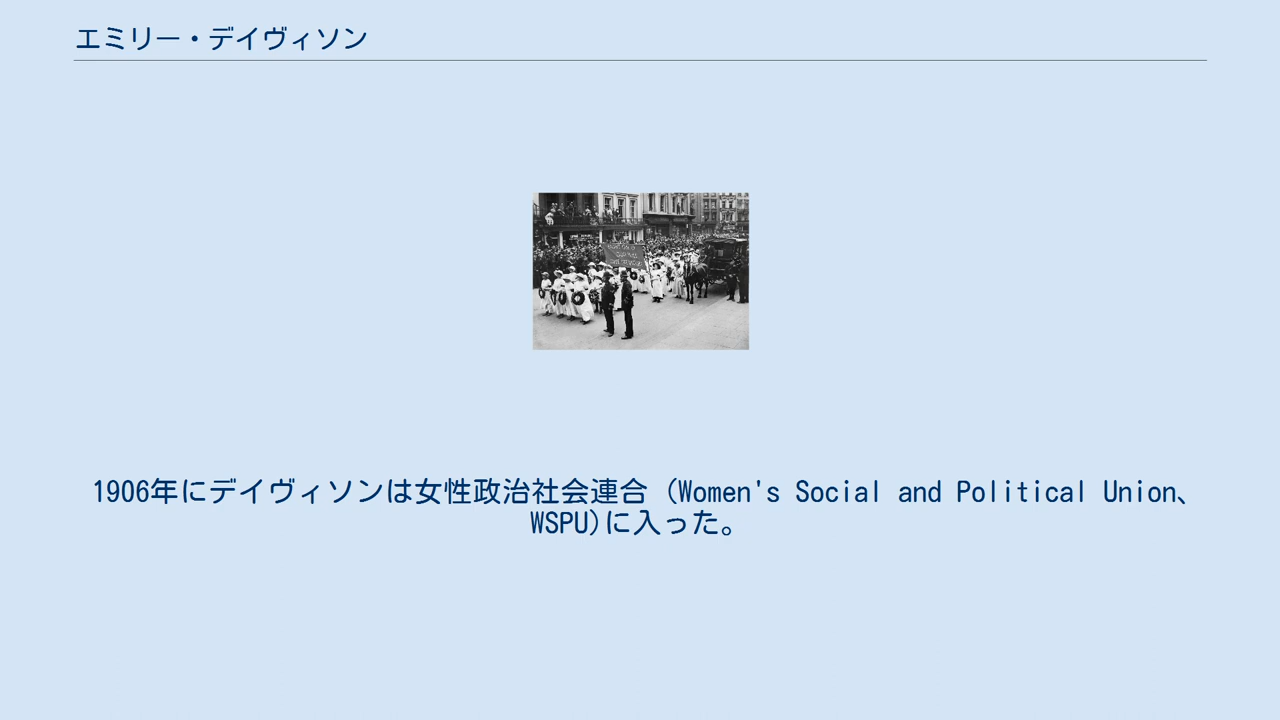 エミリー・デイヴィソン
1906年にデイヴィソンは女性政治社会連合 (Women's Social and Political Union、
WSPU)に入った。